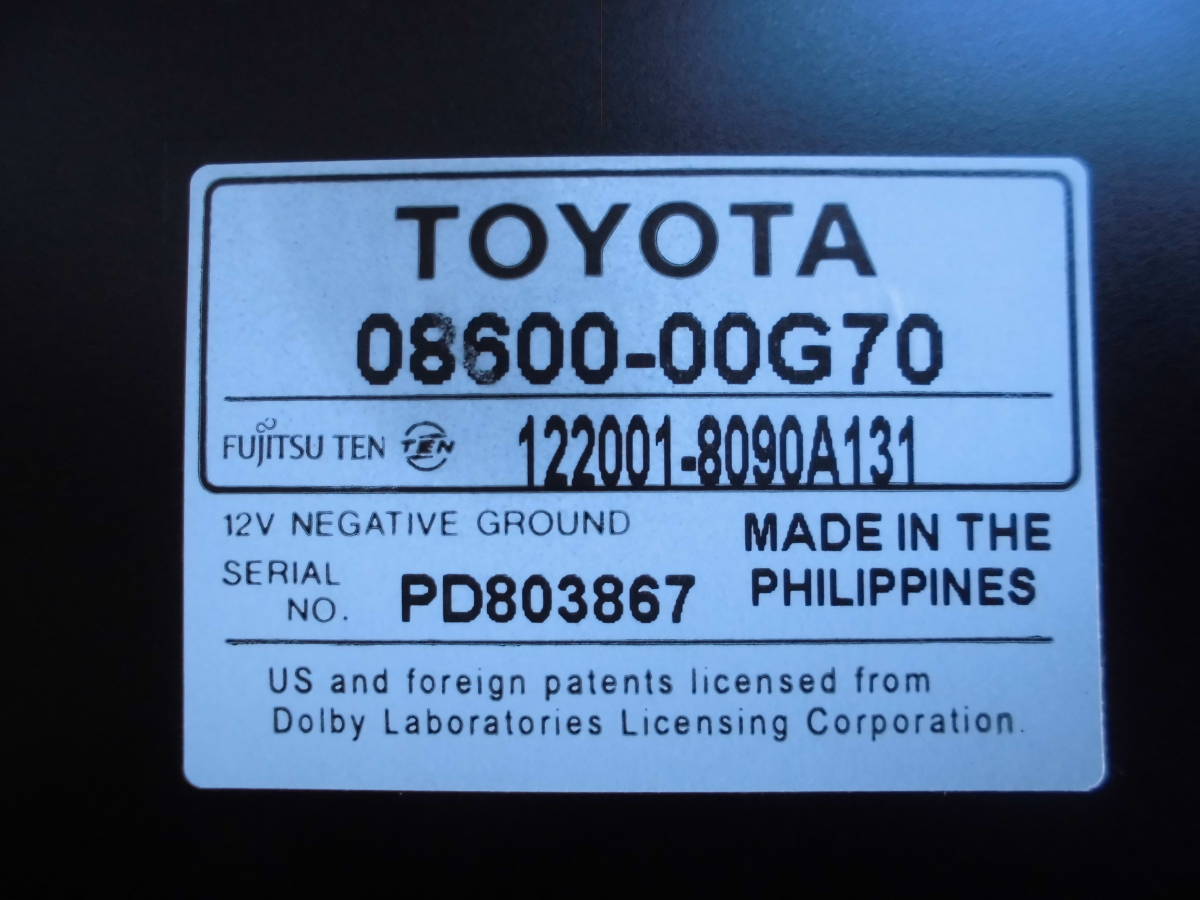 TOYOTA
08600-00G70
FUJITSU TEN TEN 122001-8090A131
12V NEGATIVE GROUND
SERIAL NO. PD803867
MADE IN THE PHILIPPINES
US and foreign patents licensed from
Dolby Laboratories Licensing Corporation.